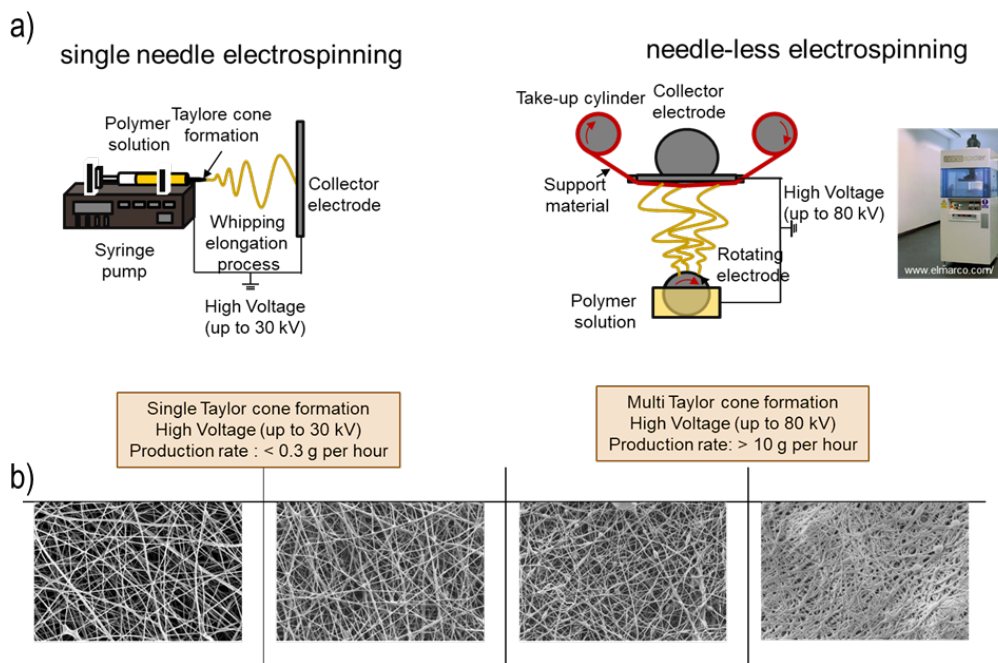 a)
single needle electrospinning
needle-less electrospinning
Polymer
solution
Taylore cone
formation
Collector
electrode
Whipping
elongation
process
Syringe
pump
High Voltage
(up to 30 kV)
Take-up cylinder
Collector
electrode
Support
material
High Voltage
(up to 80 kV)
Rotating
electrode
Polymer
solution
www.elmarco.com/
Single Taylor cone formation
High Voltage (up to 30 kV)
Production rate : < 0.3 g per hour
Multi Taylor cone formation
High Voltage (up to 80 kV)
Production rate: > 10 g per hour
b)